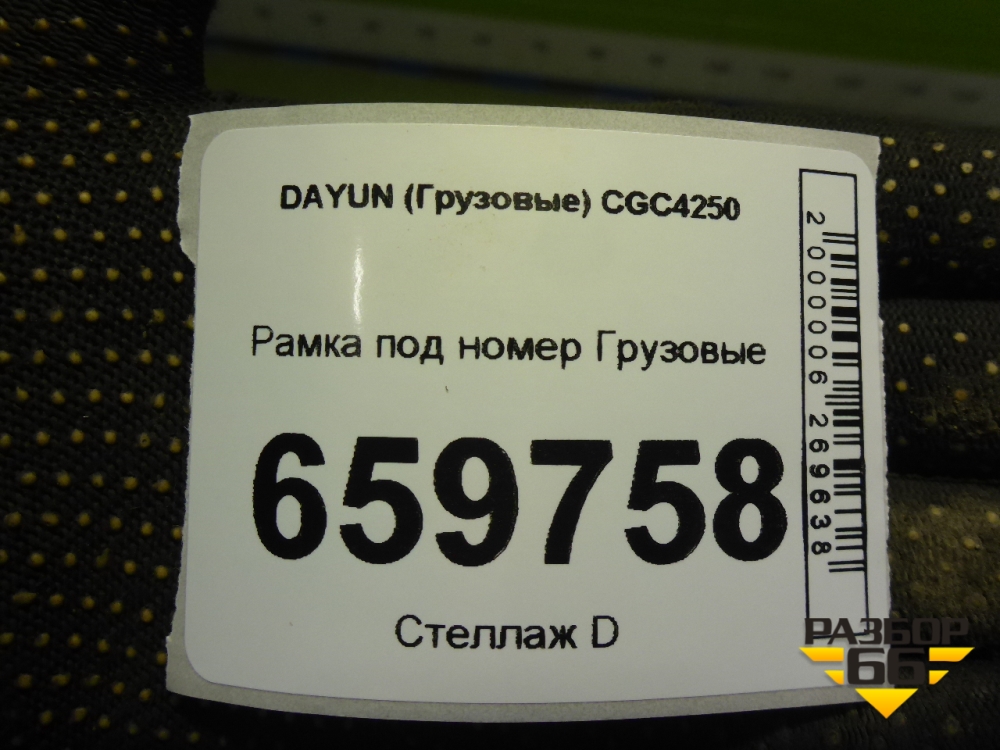 DAYUN (Грузовые) CGC4250
Рамка под номер Грузовые
659758
Стеллаж D
2000006269638
РАЗБОР
66